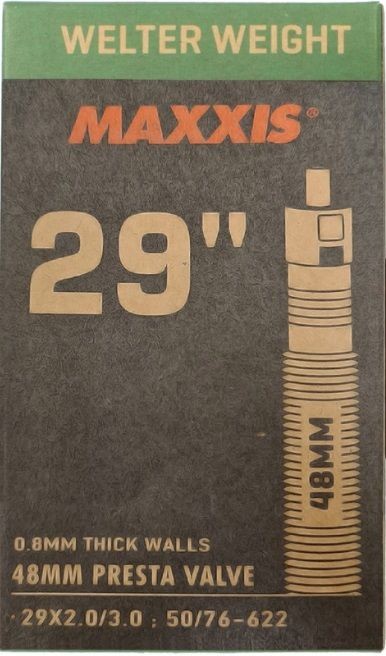 WELTER WEIGHT
MAXXIS®
29"
48MM
0.8MM THICK WALLS
48MM PRESTA VALVE
·29X2.0/3.0 ; 50/76-622